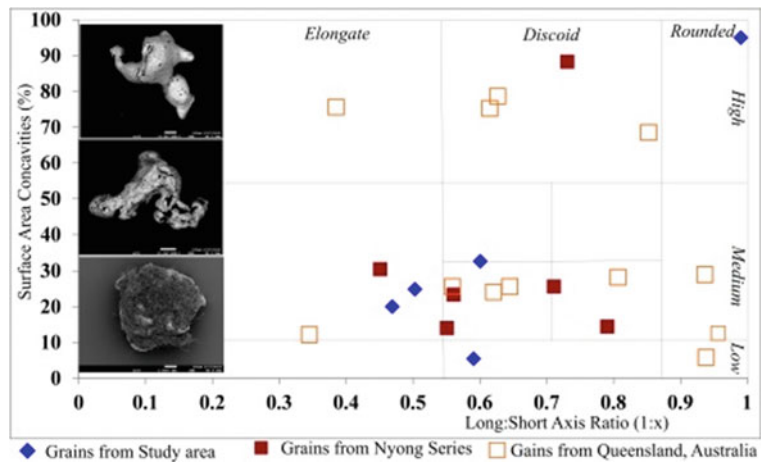 100
90
80
70
60
50
40
30
20
10
0
Surface Area Concavities (%)
Elongate
Discoid
Rounded
High
Medium
Low
0 0.1 0.2 0.3 0.4 0.5 0.6 0.7 0.8 0.9 1
Long:Short Axis Ratio (1:x)
Grains from Study area
Grains from Nyong Series
Gains from Queensland, Australia